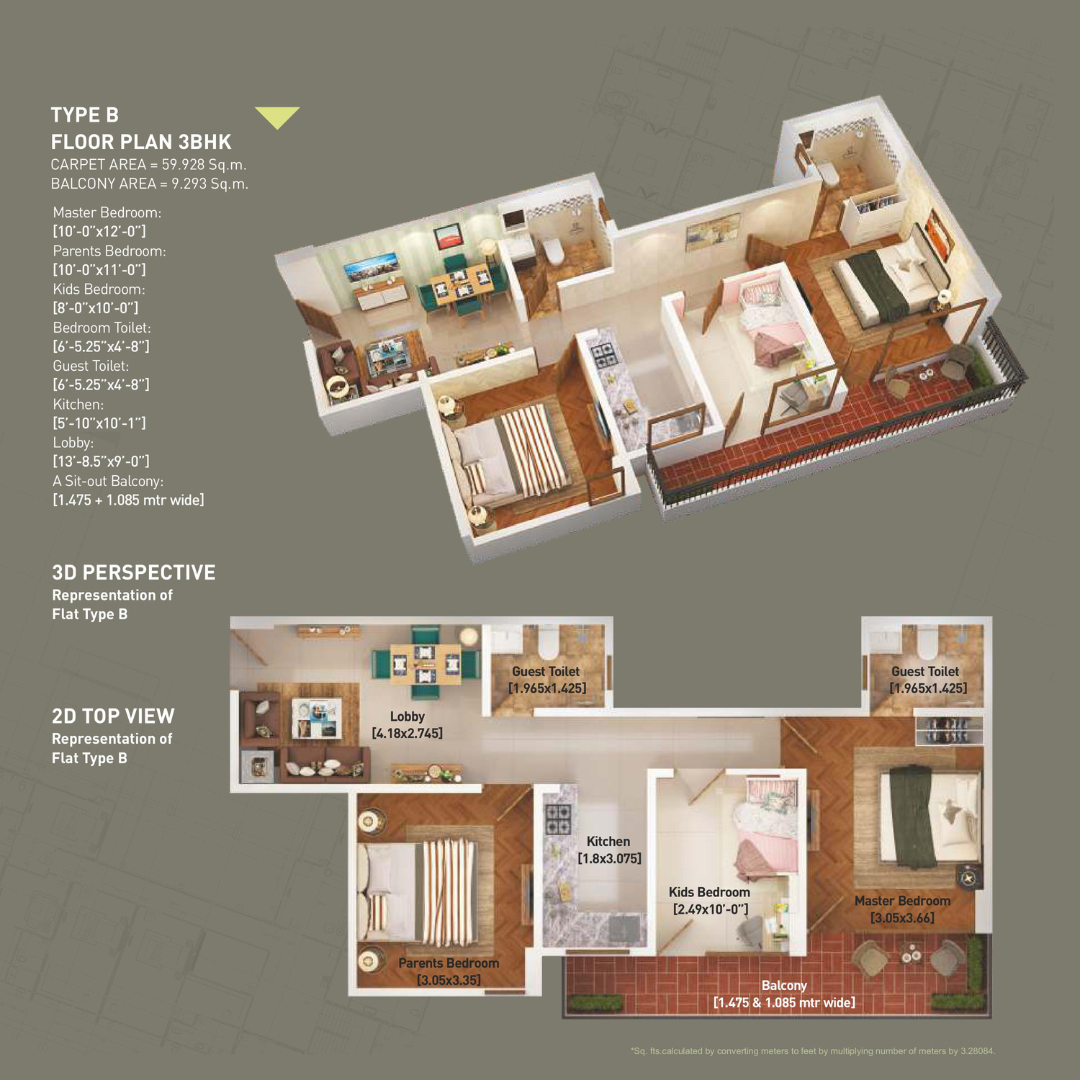 TYPE B
FLOOR PLAN 3BHK
CARPET AREA = 59.928 Sq.m.
BALCONY AREA = 9.293 Sq.m.
Master Bedroom:
[10'-0"x12'-0"]
Parents Bedroom:
[10'-0"x11'-0"]
Kids Bedroom:
[8'-0"x10'-0"]
Bedroom Toilet:
[6'-5.25"x4'-8"]
Guest Toilet:
[6'-5.25"x4'-8"]
Kitchen:
[5'-10"x10'-1"]
Lobby:
[13'-8.5"x9'-0"]
A Sit-out Balcony:
[1.475 + 1.085 mtr wide]
3D PERSPECTIVE
Representation of
Flat Type B
2D TOP VIEW
Representation of
Flat Type B
Guest Toilet
[1.965x1.425]
Guest Toilet
[1.965x1.425]
Lobby
[4.18x2.745]
Kitchen
[1.8x3.075]
Kids Bedroom
[2.49x10'-0"]
Master Bedroom
[3.05x3.66]
Parents Bedroom
[3.05x3.35]
Balcony
[1.475 & 1.085 mtr wide]
*Sq. fts.calculated by converting meters to feet by multiplying number of meters by 3.28084.